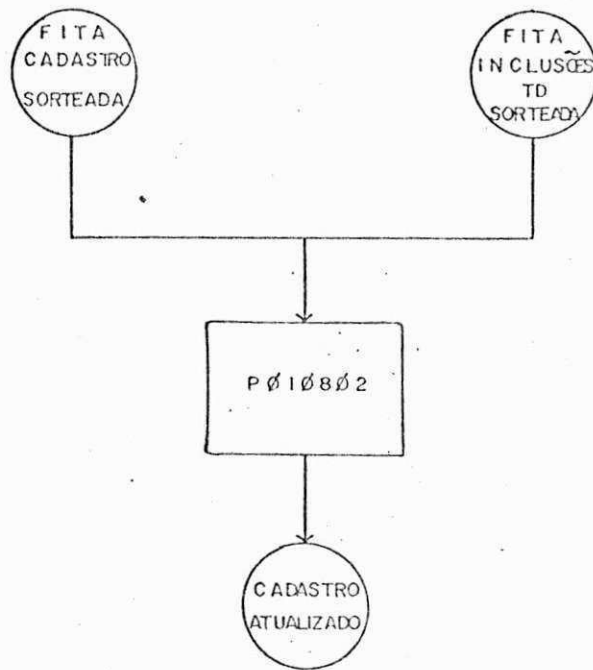 FITA
CADASTRO
SORTEADA
FITA
INCLUSÕES
TD
SORTEADA
PØ1Ø8Ø2
CADASTRO
ATUALIZADO